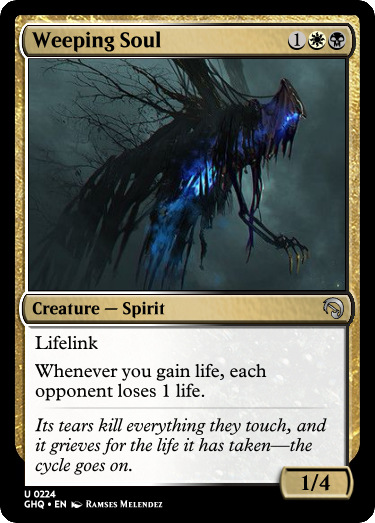 Weeping Soul 1
Creature — Spirit
Lifelink
Whenever you gain life, each
opponent loses 1 life.
Its tears kill everything they touch, and
it grieves for the life it has taken—the
cycle goes on.
1/4
U 0224
GHQ • EN Ramses Melendez